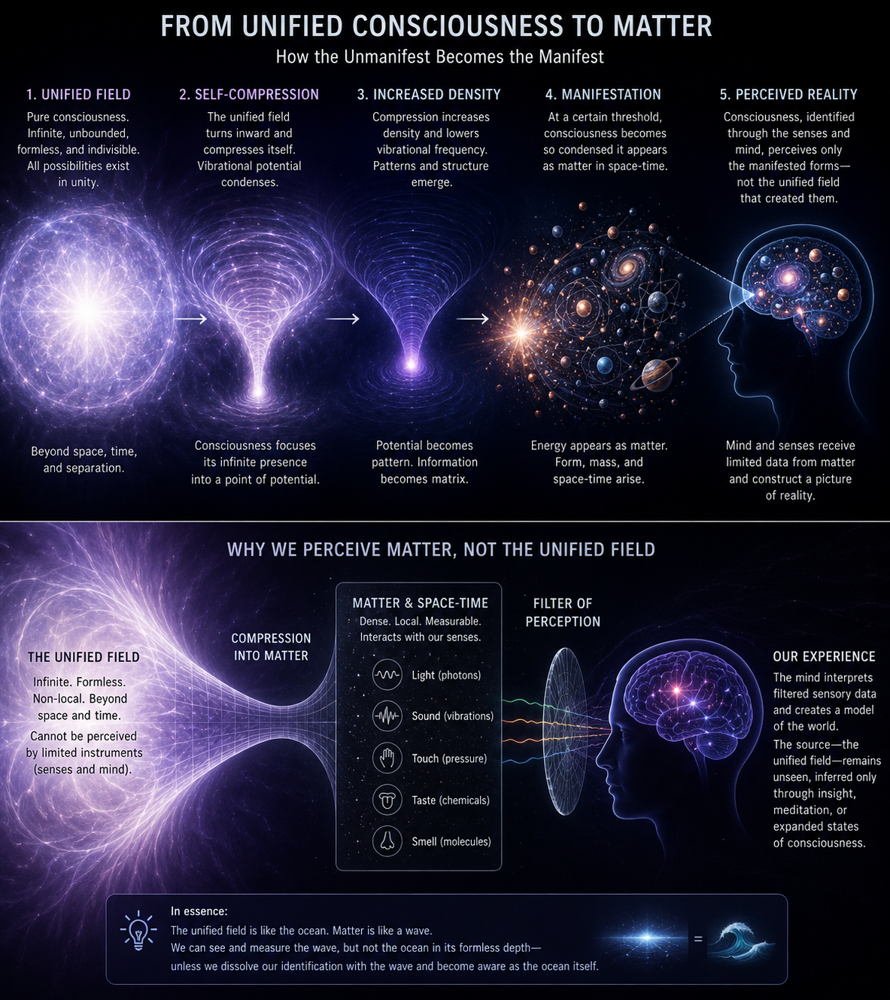 FROM UNIFIED CONSCIOUSNESS TO MATTER
How the Unmanifest Becomes the Manifest
1. UNIFIED FIELD
Pure consciousness.
Infinite, unbounded,
formless, and indivisible.
All possibilities exist
in unity.
Beyond space, time,
and separation.
2. SELF-COMPRESSION
The unified field
turns inward and
compresses itself.
Vibrational potential
condenses.
Consciousness focuses
its infinite presence
into a point of potential.
3. INCREASED DENSITY
Compression increases
density and lowers
vibrational frequency.
Patterns and structure
emerge.
Potential becomes
pattern. Information
becomes matrix.
4. MANIFESTATION
At a certain threshold,
consciousness becomes
so condensed it appears
as matter in space-time.
Energy appears as matter.
Form, mass, and
space-time arise.
5. PERCEIVED REALITY
Consciousness, identified
through the senses and
mind, perceives only
the manifested forms—
not the unified field
that created them.
Mind and senses receive
limited data from matter
and construct a picture
of reality.
WHY WE PERCEIVE MATTER, NOT THE UNIFIED FIELD
THE UNIFIED FIELD
Infinite. Formless.
Non-local. Beyond
space and time.
Cannot be perceived
by limited instruments
(senses and mind).
COMPRESSION
INTO MATTER
MATTER & SPACE-TIME
Dense. Local. Measurable.
Interacts with our senses.
Light (photons)
Sound (vibrations)
Touch (pressure)
Taste (chemicals)
Smell (molecules)
FILTER OF
PERCEPTION
OUR EXPERIENCE
The mind interprets
filtered sensory data
and creates a model
of the world.
The source—the
unified field—remains
unseen, inferred only
through insight,
meditation, or
expanded states
of consciousness.
In essence:
The unified field is like the ocean. Matter is like a wave.
We can see and measure the wave, but not the ocean in its formless depth—
unless we dissolve our identification with the wave and become aware as the ocean itself.
=